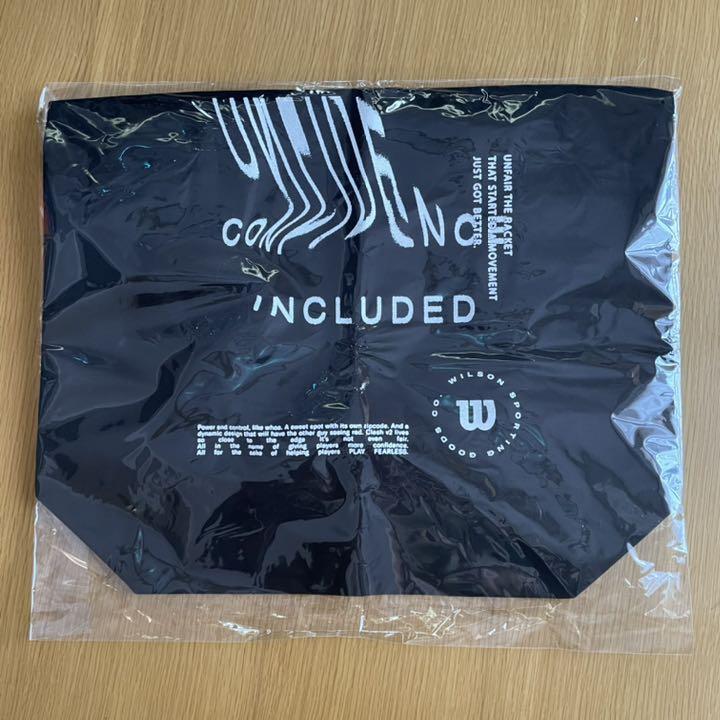 UNFAIR
INCLUDED
UNFAIR THE RACKET
THAT STARTED MOVEMENT
JUST GOT BETTER.
WILSON SPORTING GOODS CO.
W
Power and control, like whoa. A sweet spot with its own zipcode. And a
dynamic design that will have the other guy seeing red. Clash v2 lives
so close to the edge it's not even fair.
All in the name of giving players more confidence.
All for the sake of helping players PLAY FEARLESS.